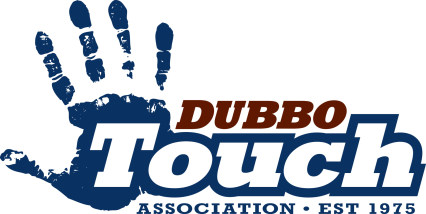 DUBBO
Touch
ASSOCIATION • EST 1975